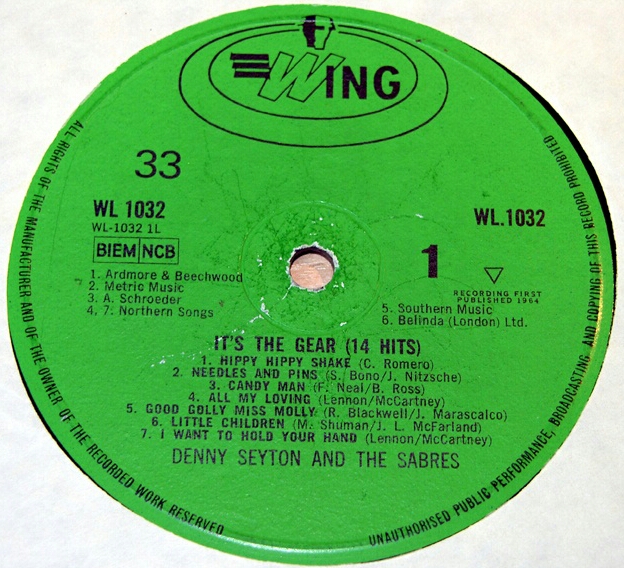 WING
33
WL 1032
WL-1032 1L
BIEM NCB
1. Ardmore & Beechwood
2. Metric Music
3. A. Schroeder
4, 7: Northern Songs
WL.1032
1
RECORDING FIRST
PUBLISHED 1964
5. Southern Music
6. Belinda (London) Ltd.
IT'S THE GEAR (14 HITS)
1. HIPPY HIPPY SHAKE (C. Romero)
2. NEEDLES AND PINS (S. Bono/J. Nitzsche)
3. CANDY MAN (F. Neal/B. Ross)
4. ALL MY LOVING (Lennon/McCartney)
5. GOOD GOLLY MISS MOLLY (R. Blackwell/J. Marascalco)
6. LITTLE CHILDREN (M. Shuman/J. L. McFarland)
7. I WANT TO HOLD YOUR HAND (Lennon/McCartney)
DENNY SEYTON AND THE SABRES
ALL RIGHTS OF THE MANUFACTURER AND OF THE OWNER OF THE RECORDED WORK RESERVED
UNAUTHORISED PUBLIC PERFORMANCE, BROADCASTING AND COPYING OF THIS RECORD PROHIBITED